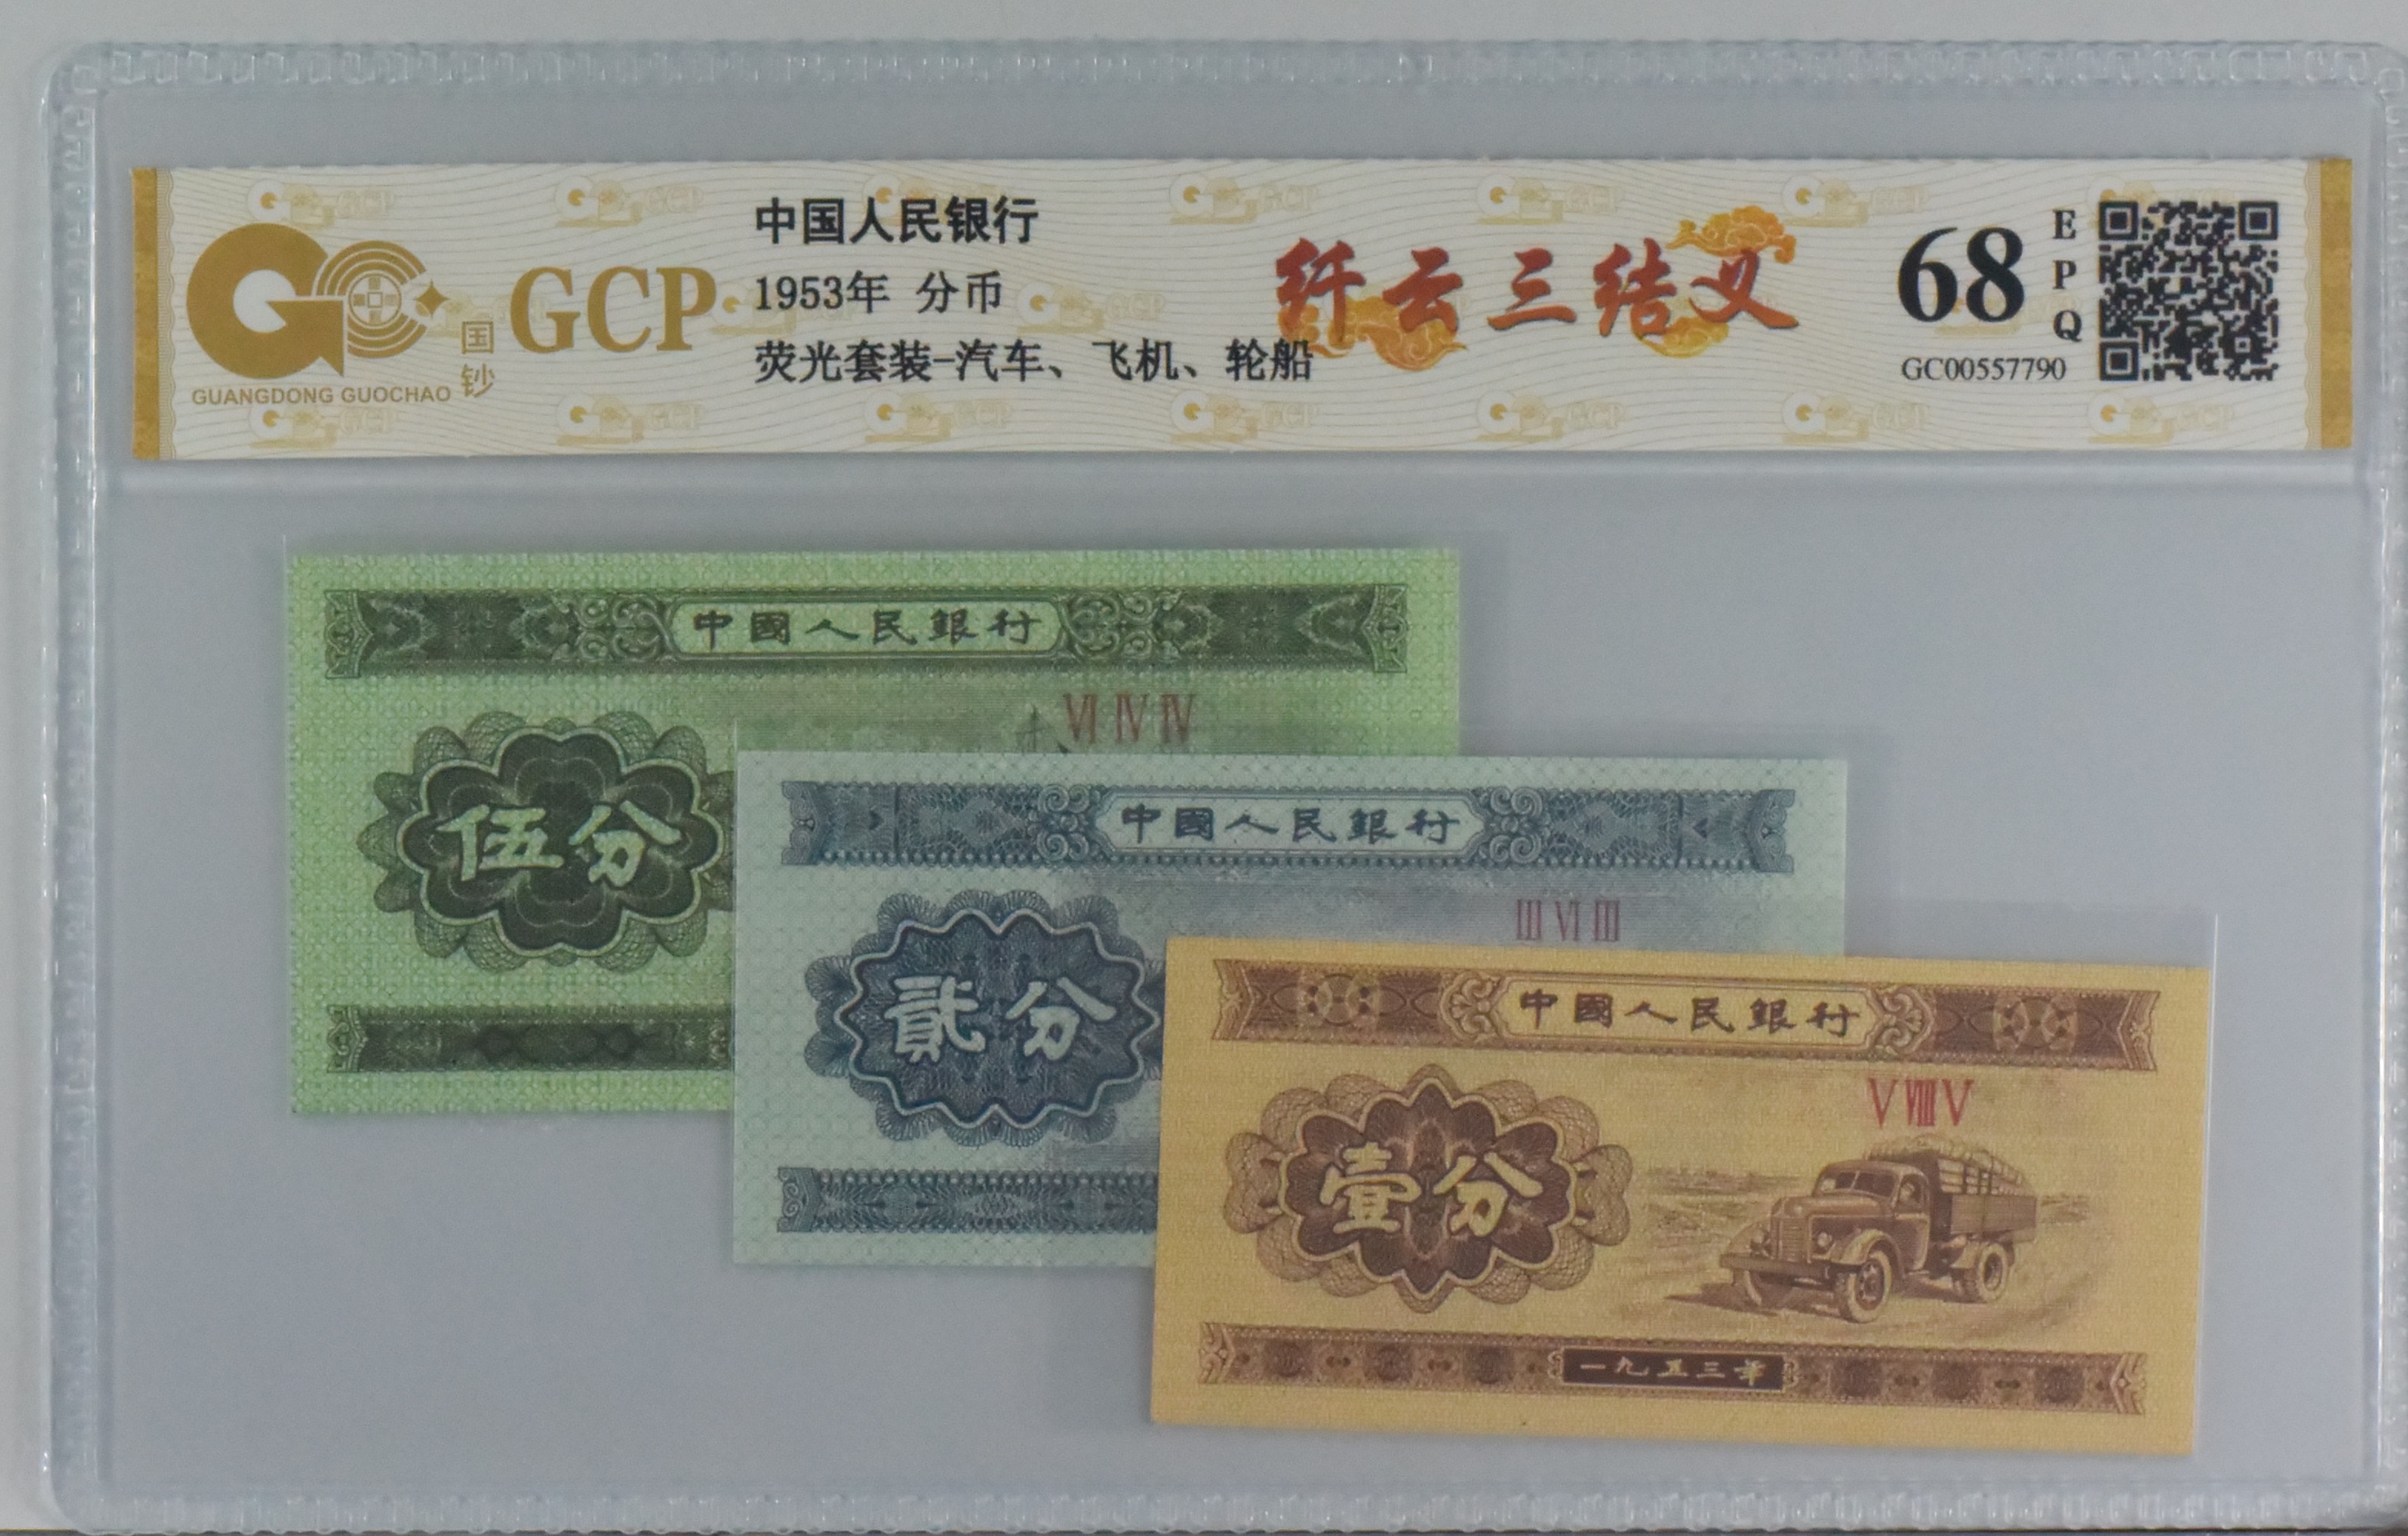 中国人民银行
1953年 分币
荧光套装-汽车、飞机、轮船
GCP
国钞
GUANGDONG GUOCHAO
纤云三结义
68
EPQ
GC00557790
中國人民銀行
Ⅵ Ⅳ Ⅳ
伍分
中國人民銀行
Ⅲ Ⅵ Ⅲ
貳分
中國人民銀行
Ⅴ Ⅷ Ⅴ
壹分
一九五三年